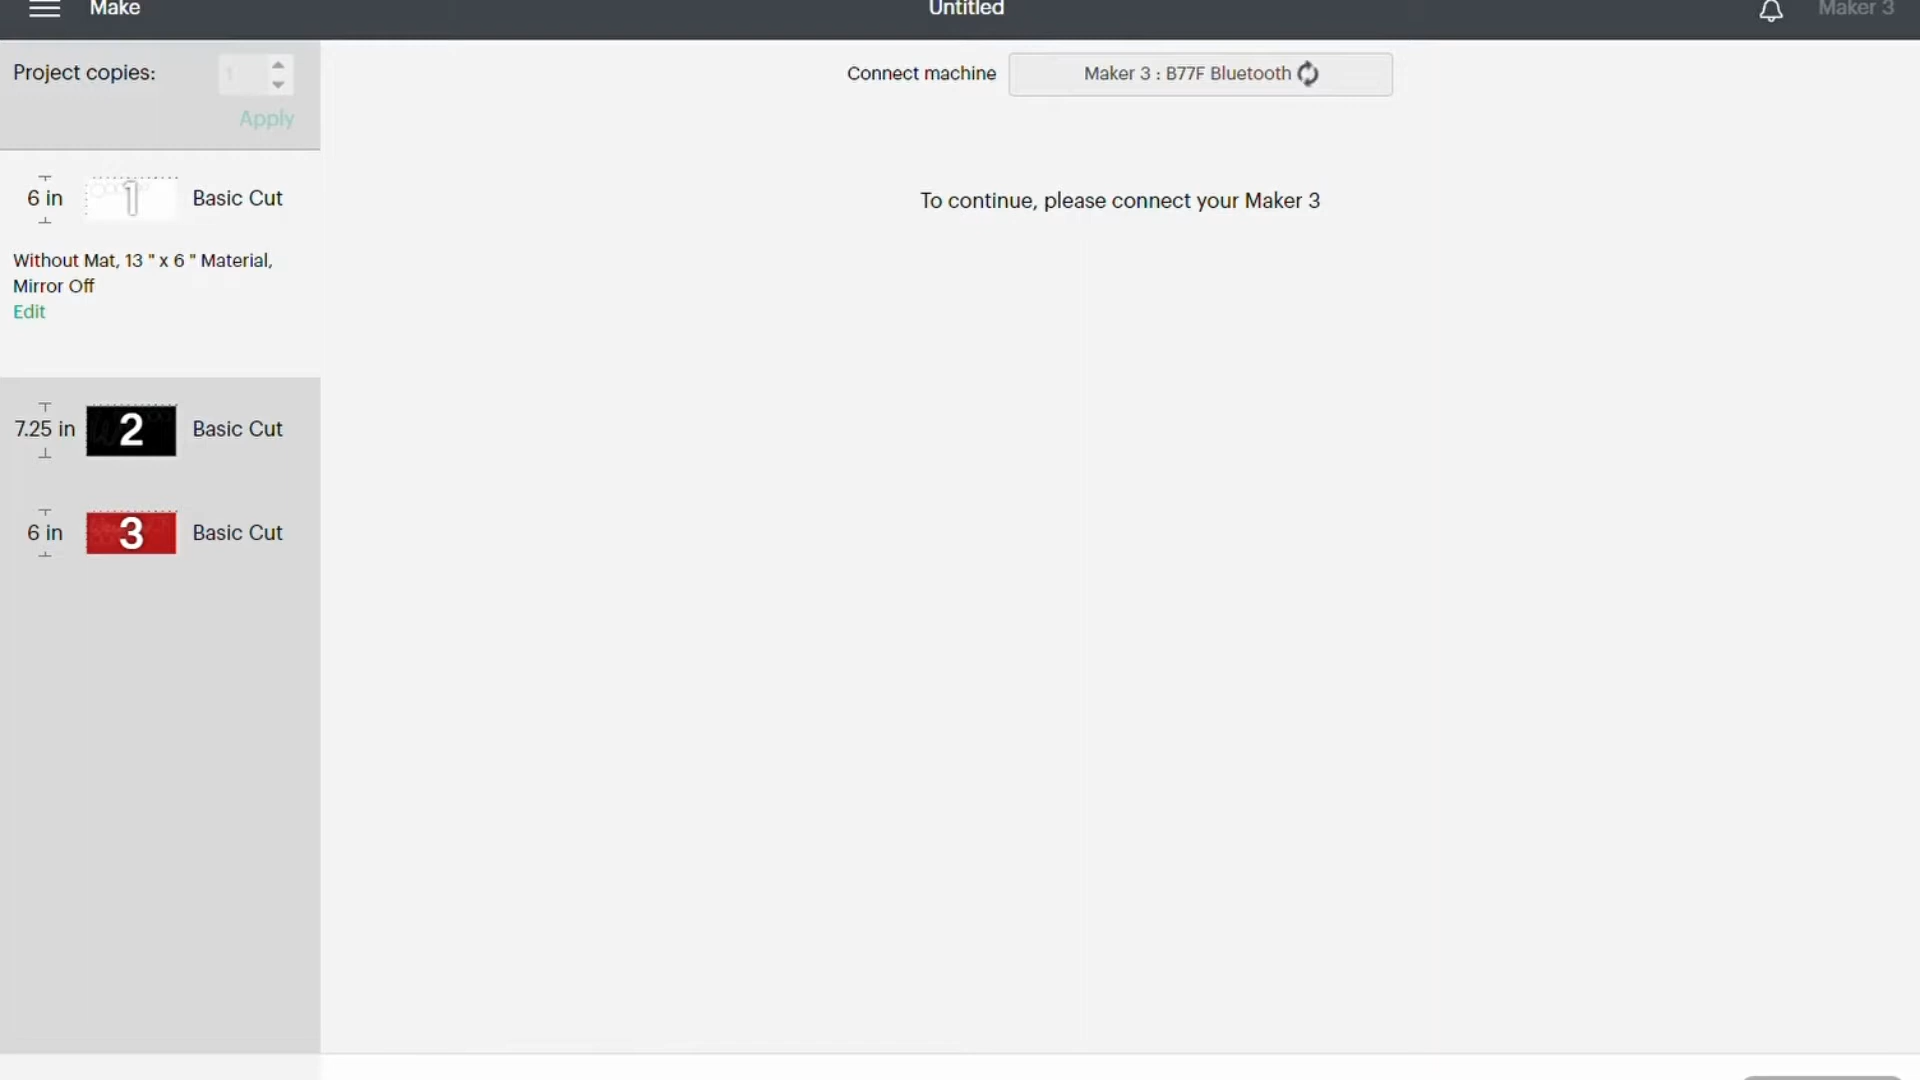 Make
Untitled
Maker 3
Project copies:
1
Apply
Connect machine
Maker 3 : B77F Bluetooth
To continue, please connect your Maker 3
6 in
1
Basic Cut
Without Mat, 13 " x 6 " Material,
Mirror Off
Edit
7.25 in
2
Basic Cut
6 in
3
Basic Cut